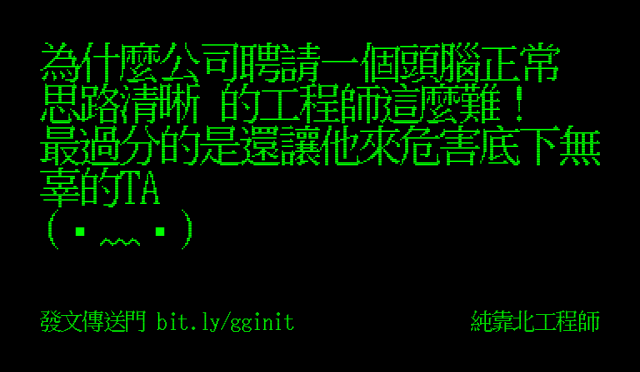 為什麼公司聘請一個頭腦正常
思路清晰 的工程師這麼難！
最過分的是還讓他來危害底下無
辜的TA
(▪﹏▪)
發文傳送門 bit.ly/gginit
純靠北工程師